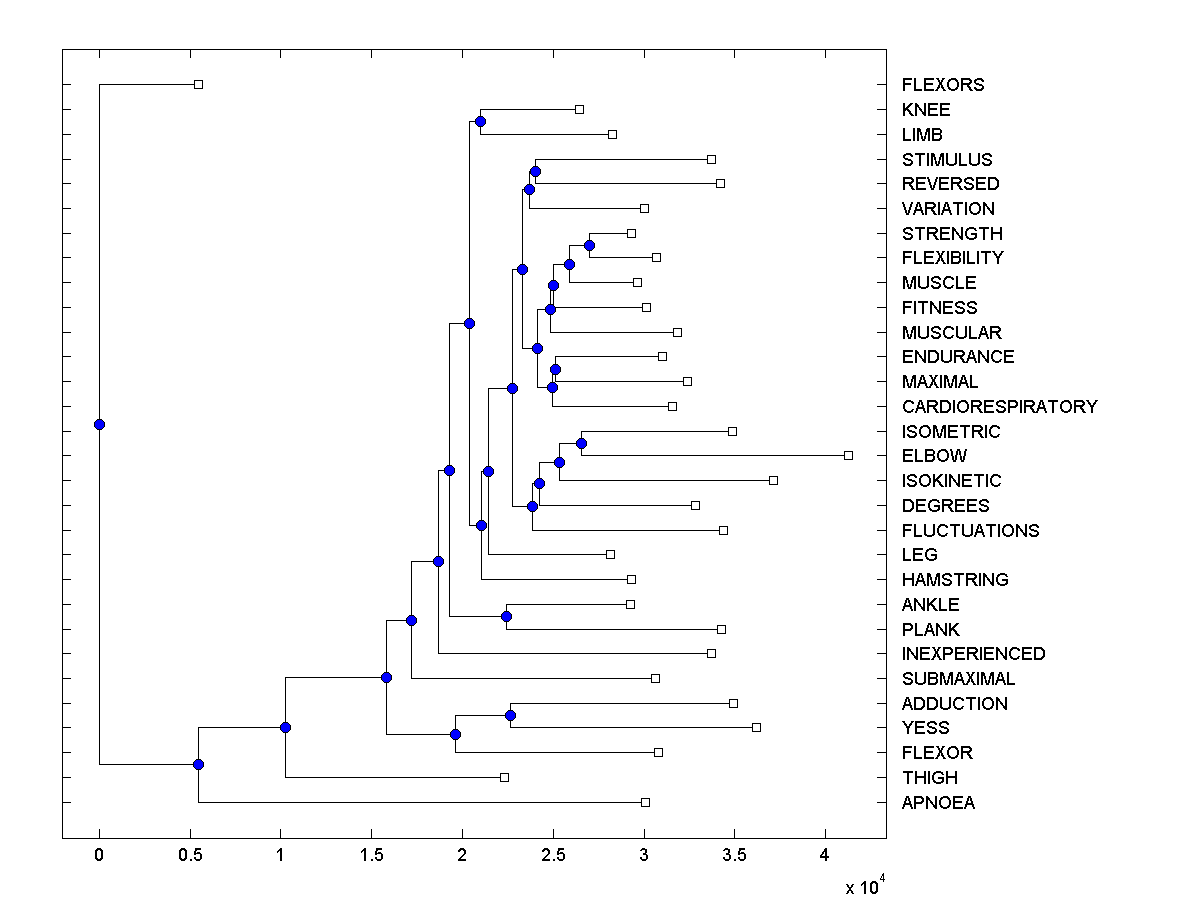 FLEXORS
KNEE
LIMB
STIMULUS
REVERSED
VARIATION
STRENGTH
FLEXIBILITY
MUSCLE
FITNESS
MUSCULAR
ENDURANCE
MAXIMAL
CARDIORESPIRATORY
ISOMETRIC
ELBOW
ISOKINETIC
DEGREES
FLUCTUATIONS
LEG
HAMSTRING
ANKLE
PLANK
INEXPERIENCED
SUBMAXIMAL
ADDUCTION
YESS
FLEXOR
THIGH
APNOEA
0 0.5 1 1.5 2 2.5 3 3.5 4
x 10^4